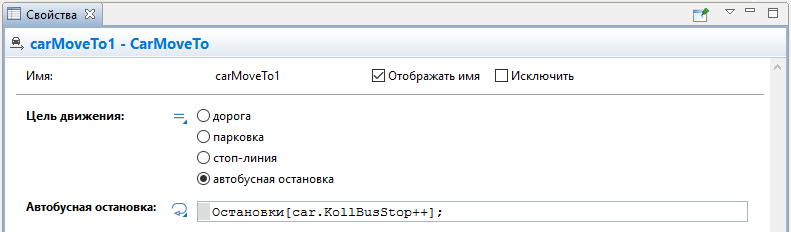 Свойства
carMoveTo1 - CarMoveTo
Имя: carMoveTo1 Отображать имя Исключить
Цель движения: дорога
парковка
стоп-линия
автобусная остановка
Автобусная остановка: Остановки[car.KollBusStop++];